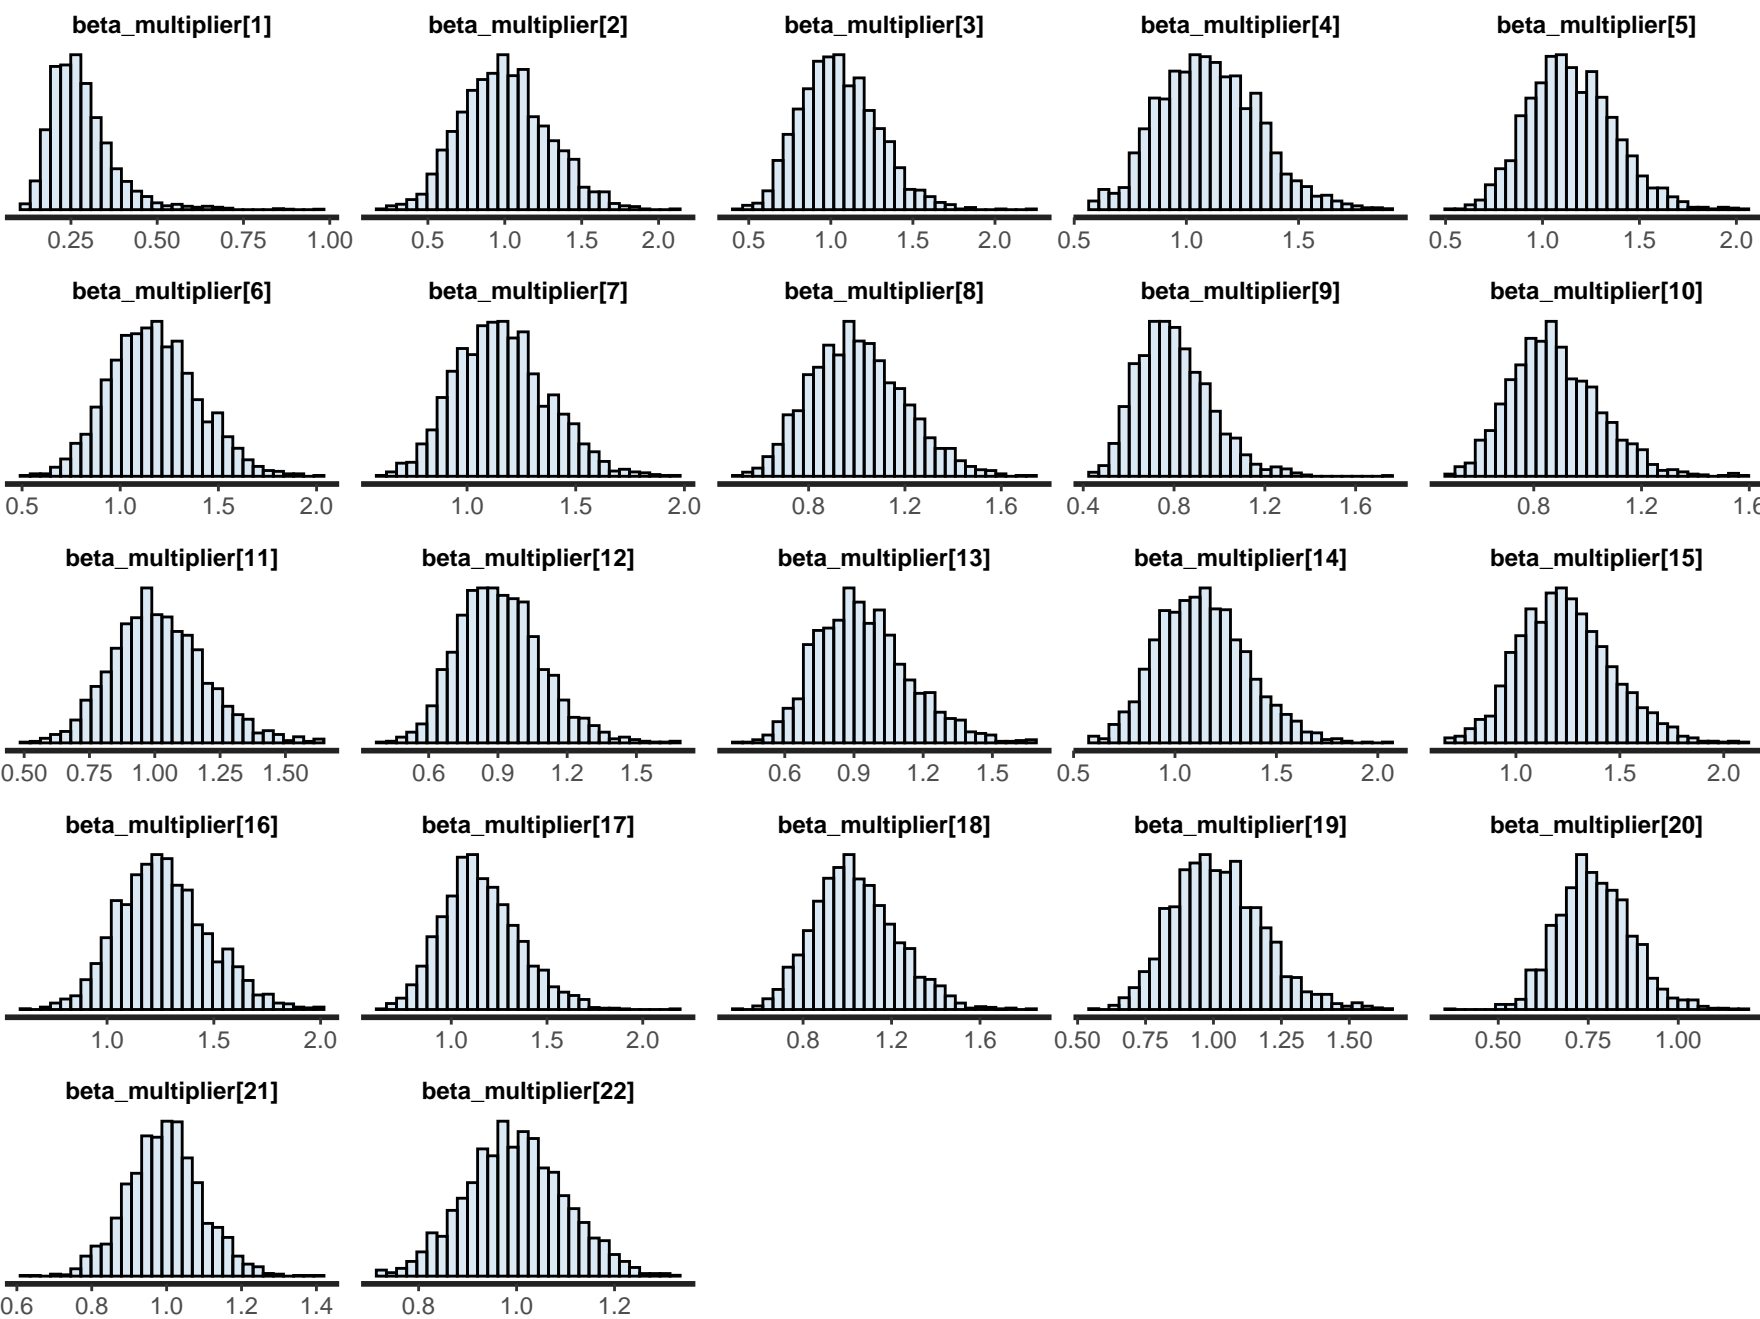 beta_multiplier[1] beta_multiplier[2] beta_multiplier[3] beta_multiplier[4] beta_multiplier[5]
0.25 0.50 0.75 1.00 0.5 1.0 1.5 2.0 0.5 1.0 1.5 2.0 0.5 1.0 1.5 0.5 1.0 1.5 2.0
beta_multiplier[6] beta_multiplier[7] beta_multiplier[8] beta_multiplier[9] beta_multiplier[10]
0.5 1.0 1.5 2.0 1.0 1.5 2.0 0.8 1.2 1.6 0.4 0.8 1.2 1.6 0.8 1.2 1.6
beta_multiplier[11] beta_multiplier[12] beta_multiplier[13] beta_multiplier[14] beta_multiplier[15]
0.50 0.75 1.00 1.25 1.50 0.6 0.9 1.2 1.5 0.6 0.9 1.2 1.5 0.5 1.0 1.5 2.0 1.0 1.5 2.0
beta_multiplier[16] beta_multiplier[17] beta_multiplier[18] beta_multiplier[19] beta_multiplier[20]
1.0 1.5 2.0 1.0 1.5 2.0 0.8 1.2 1.6 0.50 0.75 1.00 1.25 1.50 0.50 0.75 1.00
beta_multiplier[21] beta_multiplier[22]
0.6 0.8 1.0 1.2 1.4 0.8 1.0 1.2